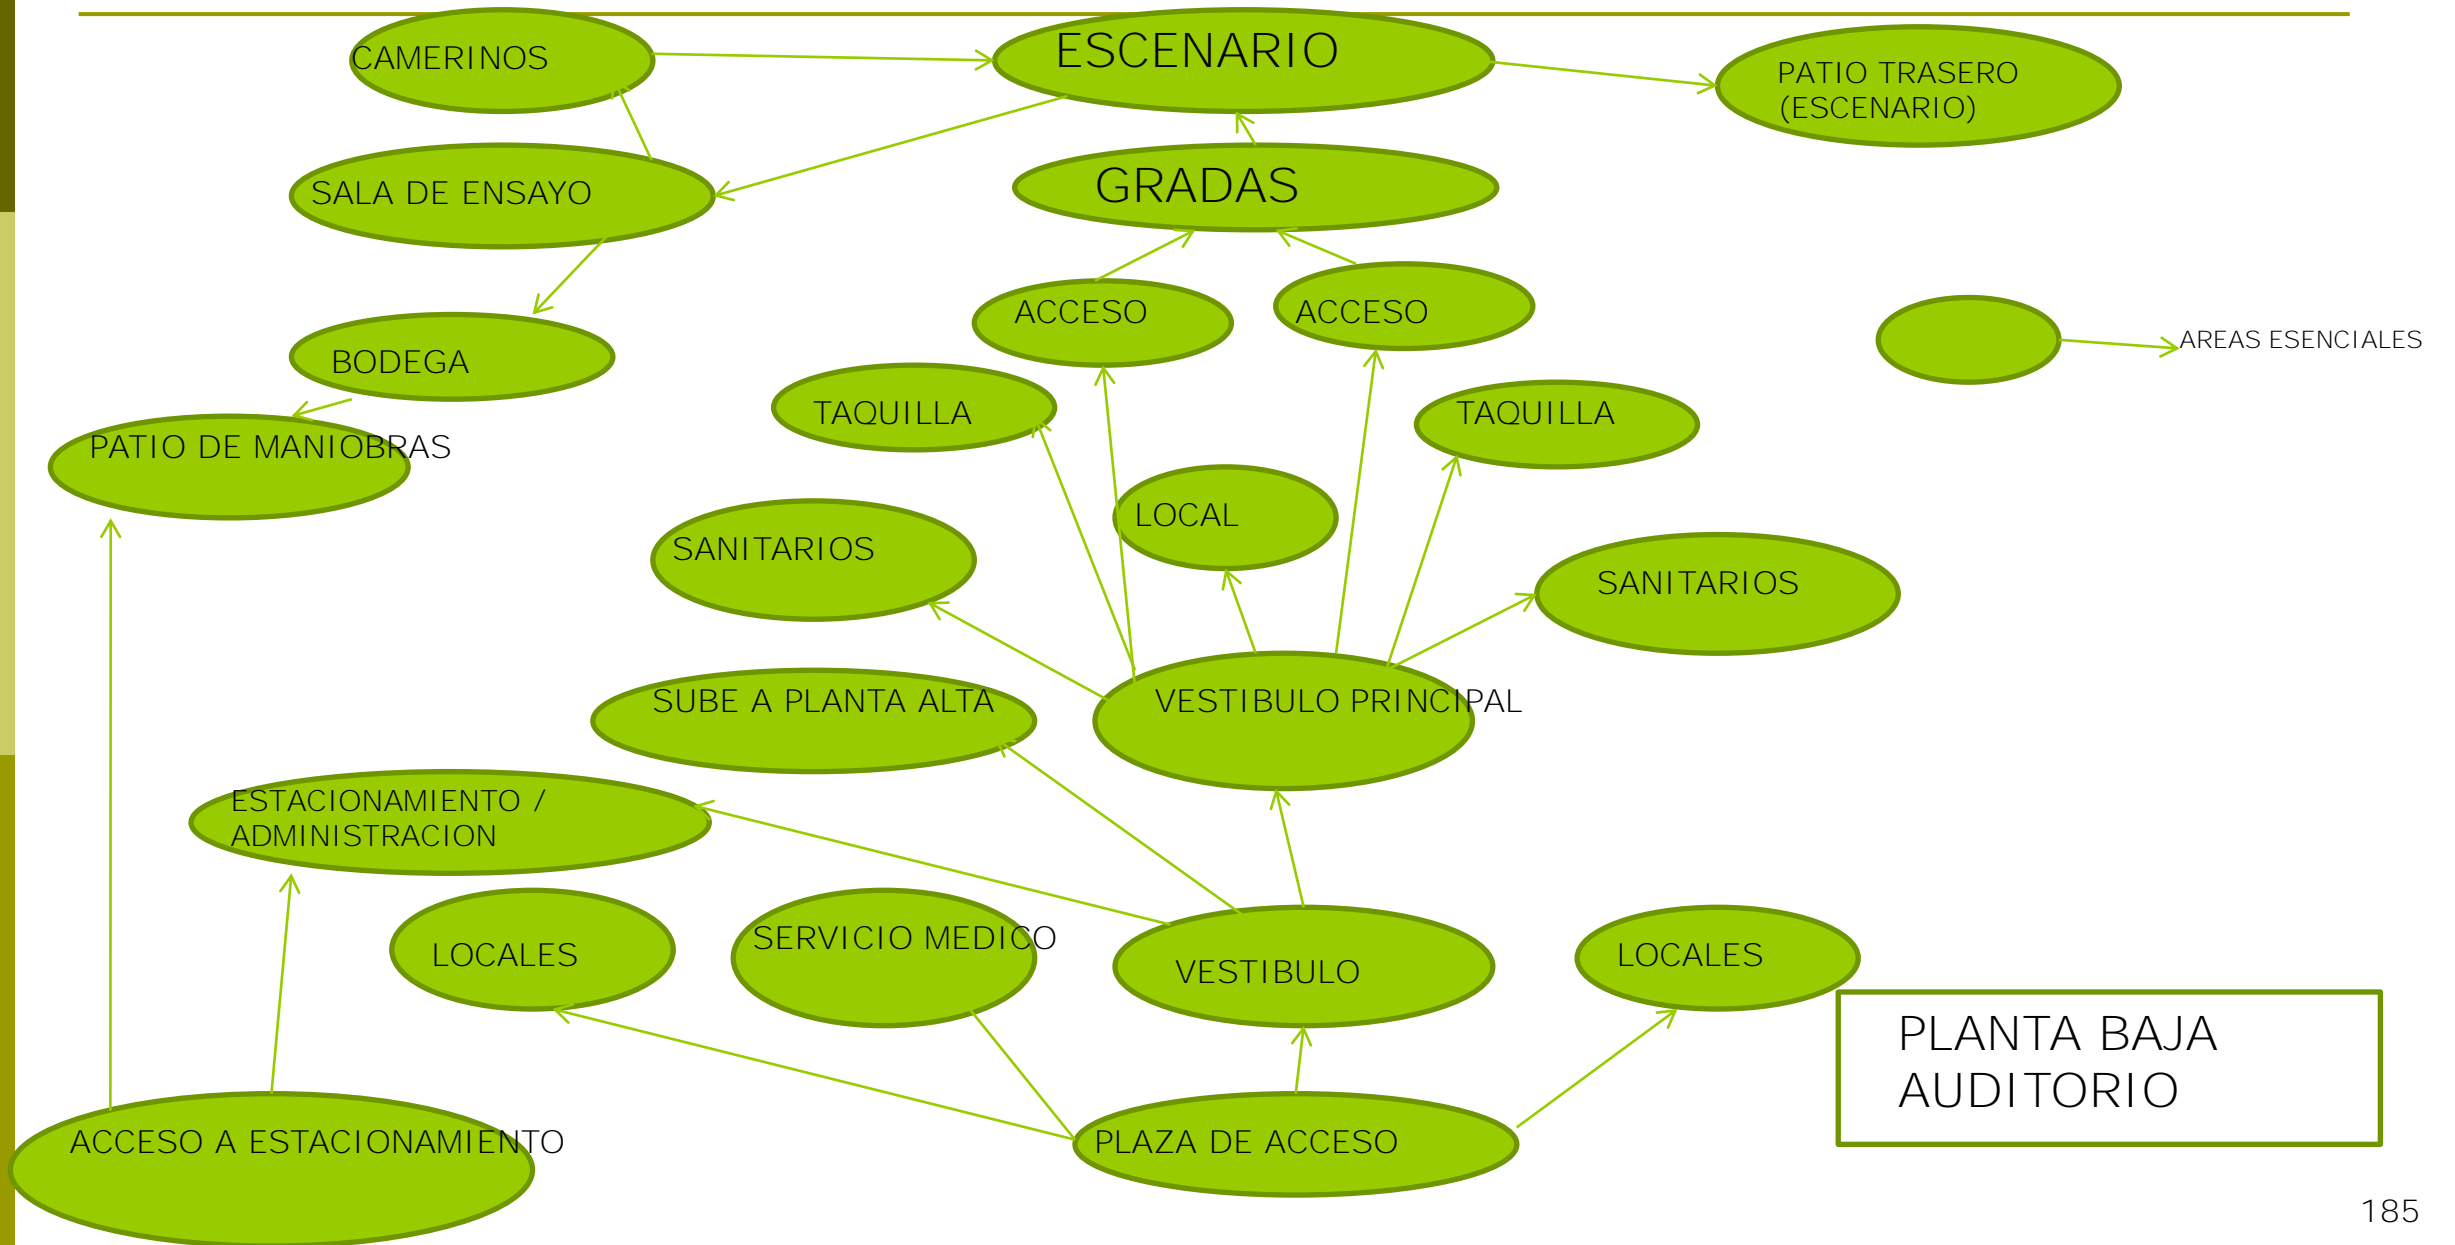 CAMERINOS
ESCENARIO
PATIO TRASERO
(ESCENARIO)
SALA DE ENSAYO
GRADAS
ACCESO
ACCESO
AREAS ESENCIALES
BODEGA
TAQUILLA
TAQUILLA
PATIO DE MANIOBRAS
LOCAL
SANITARIOS
SANITARIOS
SUBE A PLANTA ALTA
VESTIBULO PRINCIPAL
ESTACIONAMIENTO /
ADMINISTRACION
LOCALES
SERVICIO MEDICO
VESTIBULO
LOCALES
PLANTA BAJA
AUDITORIO
ACCESO A ESTACIONAMIENTO
PLAZA DE ACCESO
185